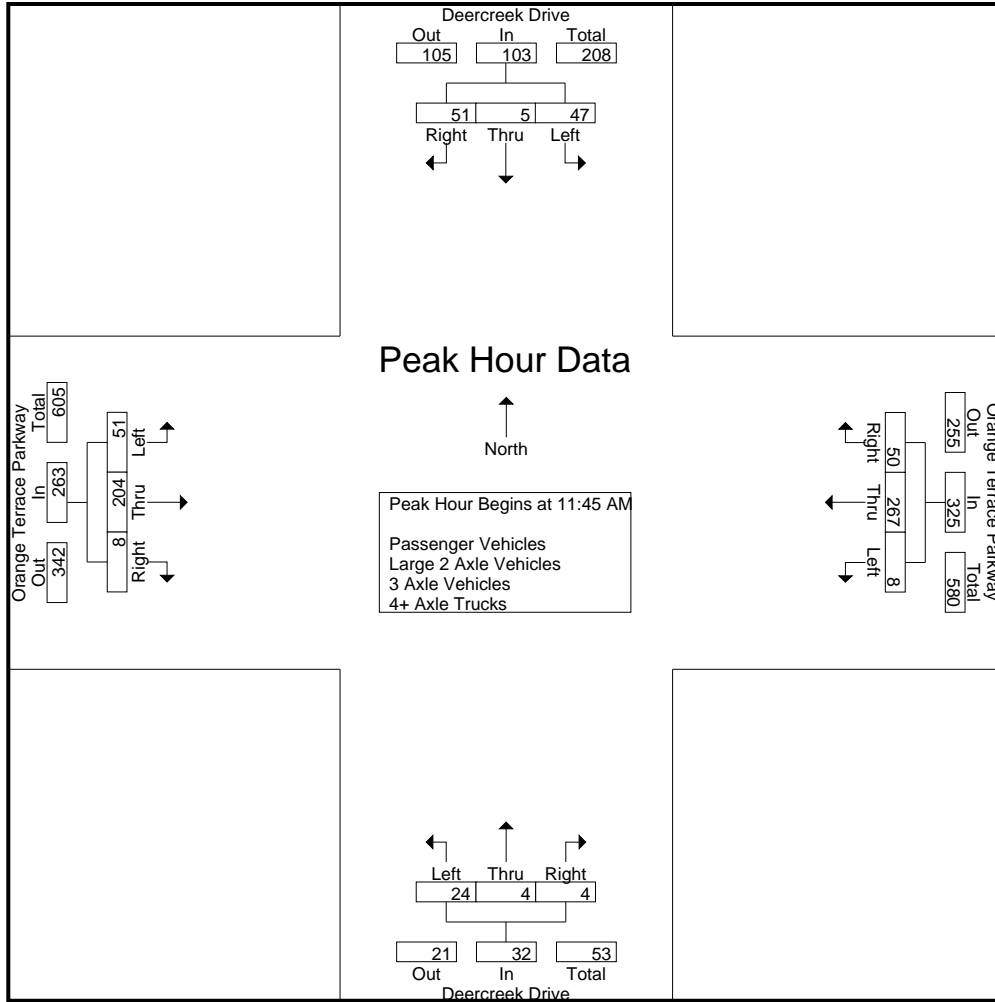 Deercreek Drive
Out In Total
105 103 208
51 5 47
Right Thru Left
Peak Hour Data
North
Peak Hour Begins at 11:45 AM
Passenger Vehicles
Large 2 Axle Vehicles
3 Axle Vehicles
4+ Axle Trucks
Orange Terrace Parkway
Out In Total
342 263 605
51 204 8
Left Thru Right
Orange Terrace Parkway
Out In Total
255 325 580
50 267 8
Right Thru Left
Left Thru Right
24 4 4
21 32 53
Out In Total
Deercreek Drive